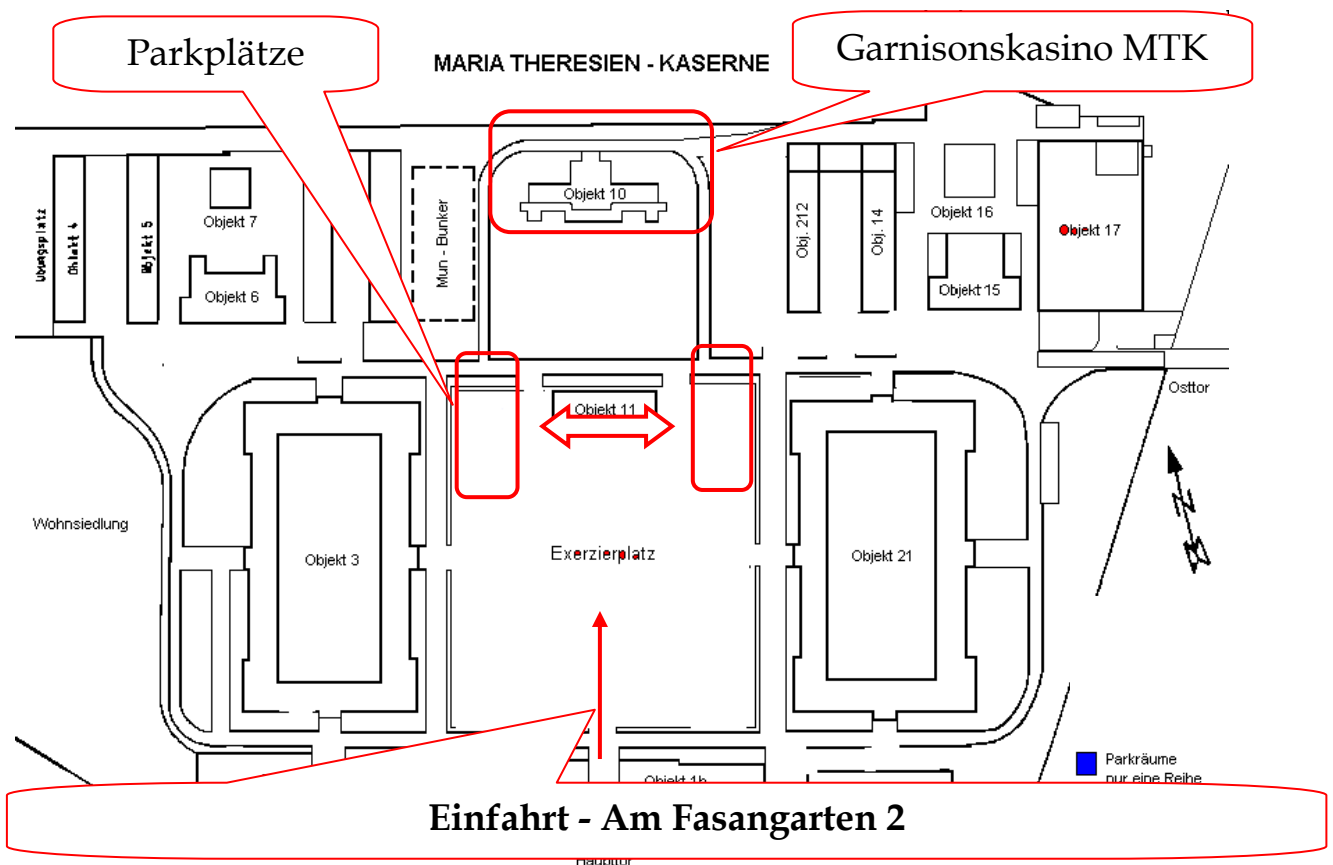 Parkplätze
MARIA THERESIEN - KASERNE
Garnisonskasino MTK
Übungsplatz
Objekt 4
Objekt 5
Objekt 7
Objekt 6
Mun - Bunker
Objekt 10
Obj. 212
Obj. 14
Objekt 16
Objekt 15
Objekt 17
Objekt 11
Osttor
Wohnsiedlung
Objekt 3
Exerzierplatz
Objekt 21
N
Parkräume
nur eine Reihe
Objekt 1b
Einfahrt - Am Fasangarten 2
Haupttor